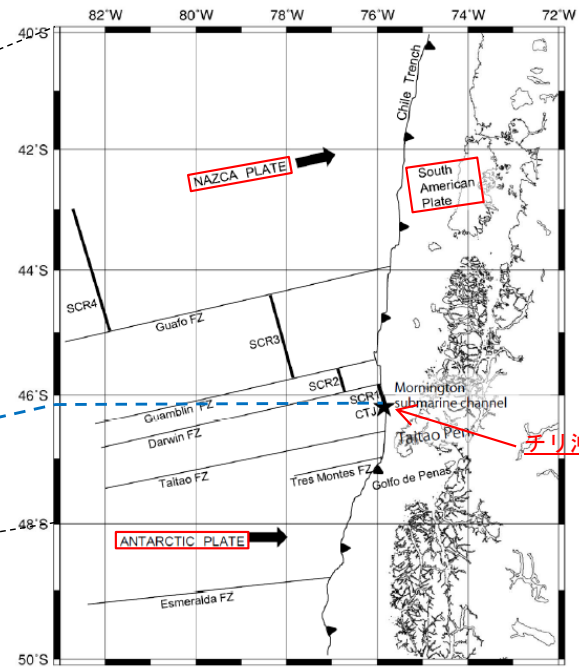 82°W 80°W 78°W 76°W 74°W 72°W
40°S
Chile Trench
42°S
NAZCA PLATE
South
American
Plate
44°S
SCR4
Guafo FZ
SCR3
SCR2
46°S
SCR1
Mornington
submarine channel
CTJ
Guamblin FZ
Darwin FZ
Taitao Pen.
チリ
Taitao FZ
Tres Montes FZ
Golfo de Penas
48°S
ANTARCTIC PLATE
Esmeralda FZ
50°S